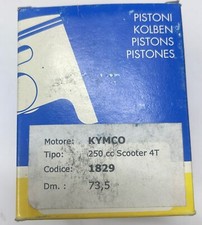 PISTONI
KOLBEN
PISTONS
PISTONES
Motore: KYMCO
Tipo: 250 cc Scooter 4T
Codice: 1829
Dm. : 73,5